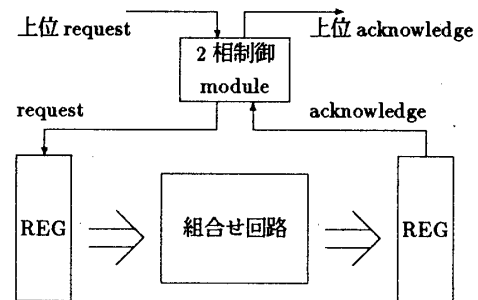 上位 request
上位 acknowledge
2 相制御
module
request
acknowledge
REG
組合せ回路
REG